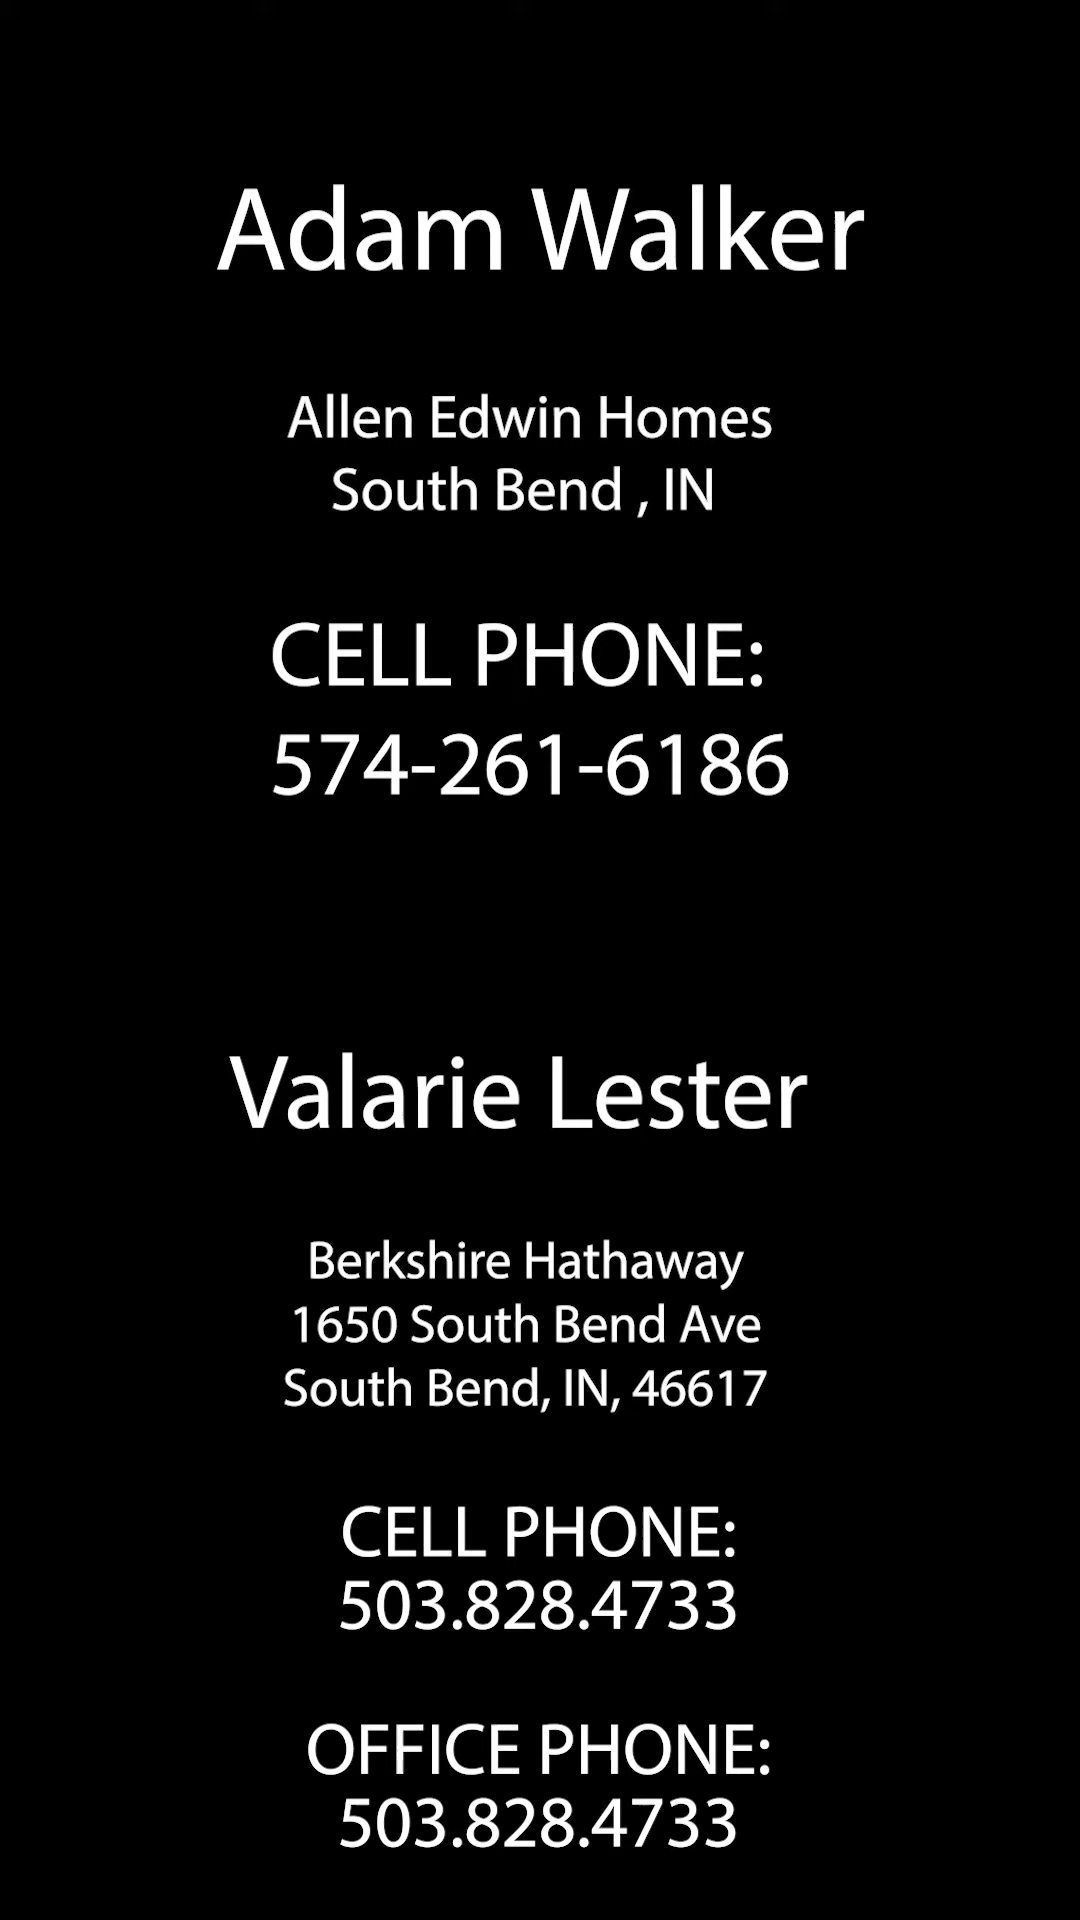 Adam Walker
Allen Edwin Homes
South Bend , IN
CELL PHONE:
574-261-6186
Valarie Lester
Berkshire Hathaway
1650 South Bend Ave
South Bend, IN, 46617
CELL PHONE:
503.828.4733
OFFICE PHONE:
503.828.4733